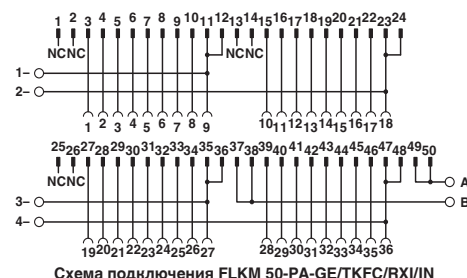 1 2 3 4 5 6 7 8 9 10 11 12 13 14 15 16 17 18 19 20 21 22 23 24
NC NC NC NC
1–
2–
1 2 3 4 5 6 7 8 9 10 11 12 13 14 15 16 17 18
25 26 27 28 29 30 31 32 33 34 35 36 37 38 39 40 41 42 43 44 45 46 47 48 49 50
NC NC
A
3– B
4–
19 20 21 22 23 24 25 26 27 28 29 30 31 32 33 34 35 36
Схема подключения FLKM 50-PA-GE/TKFC/RXI/IN